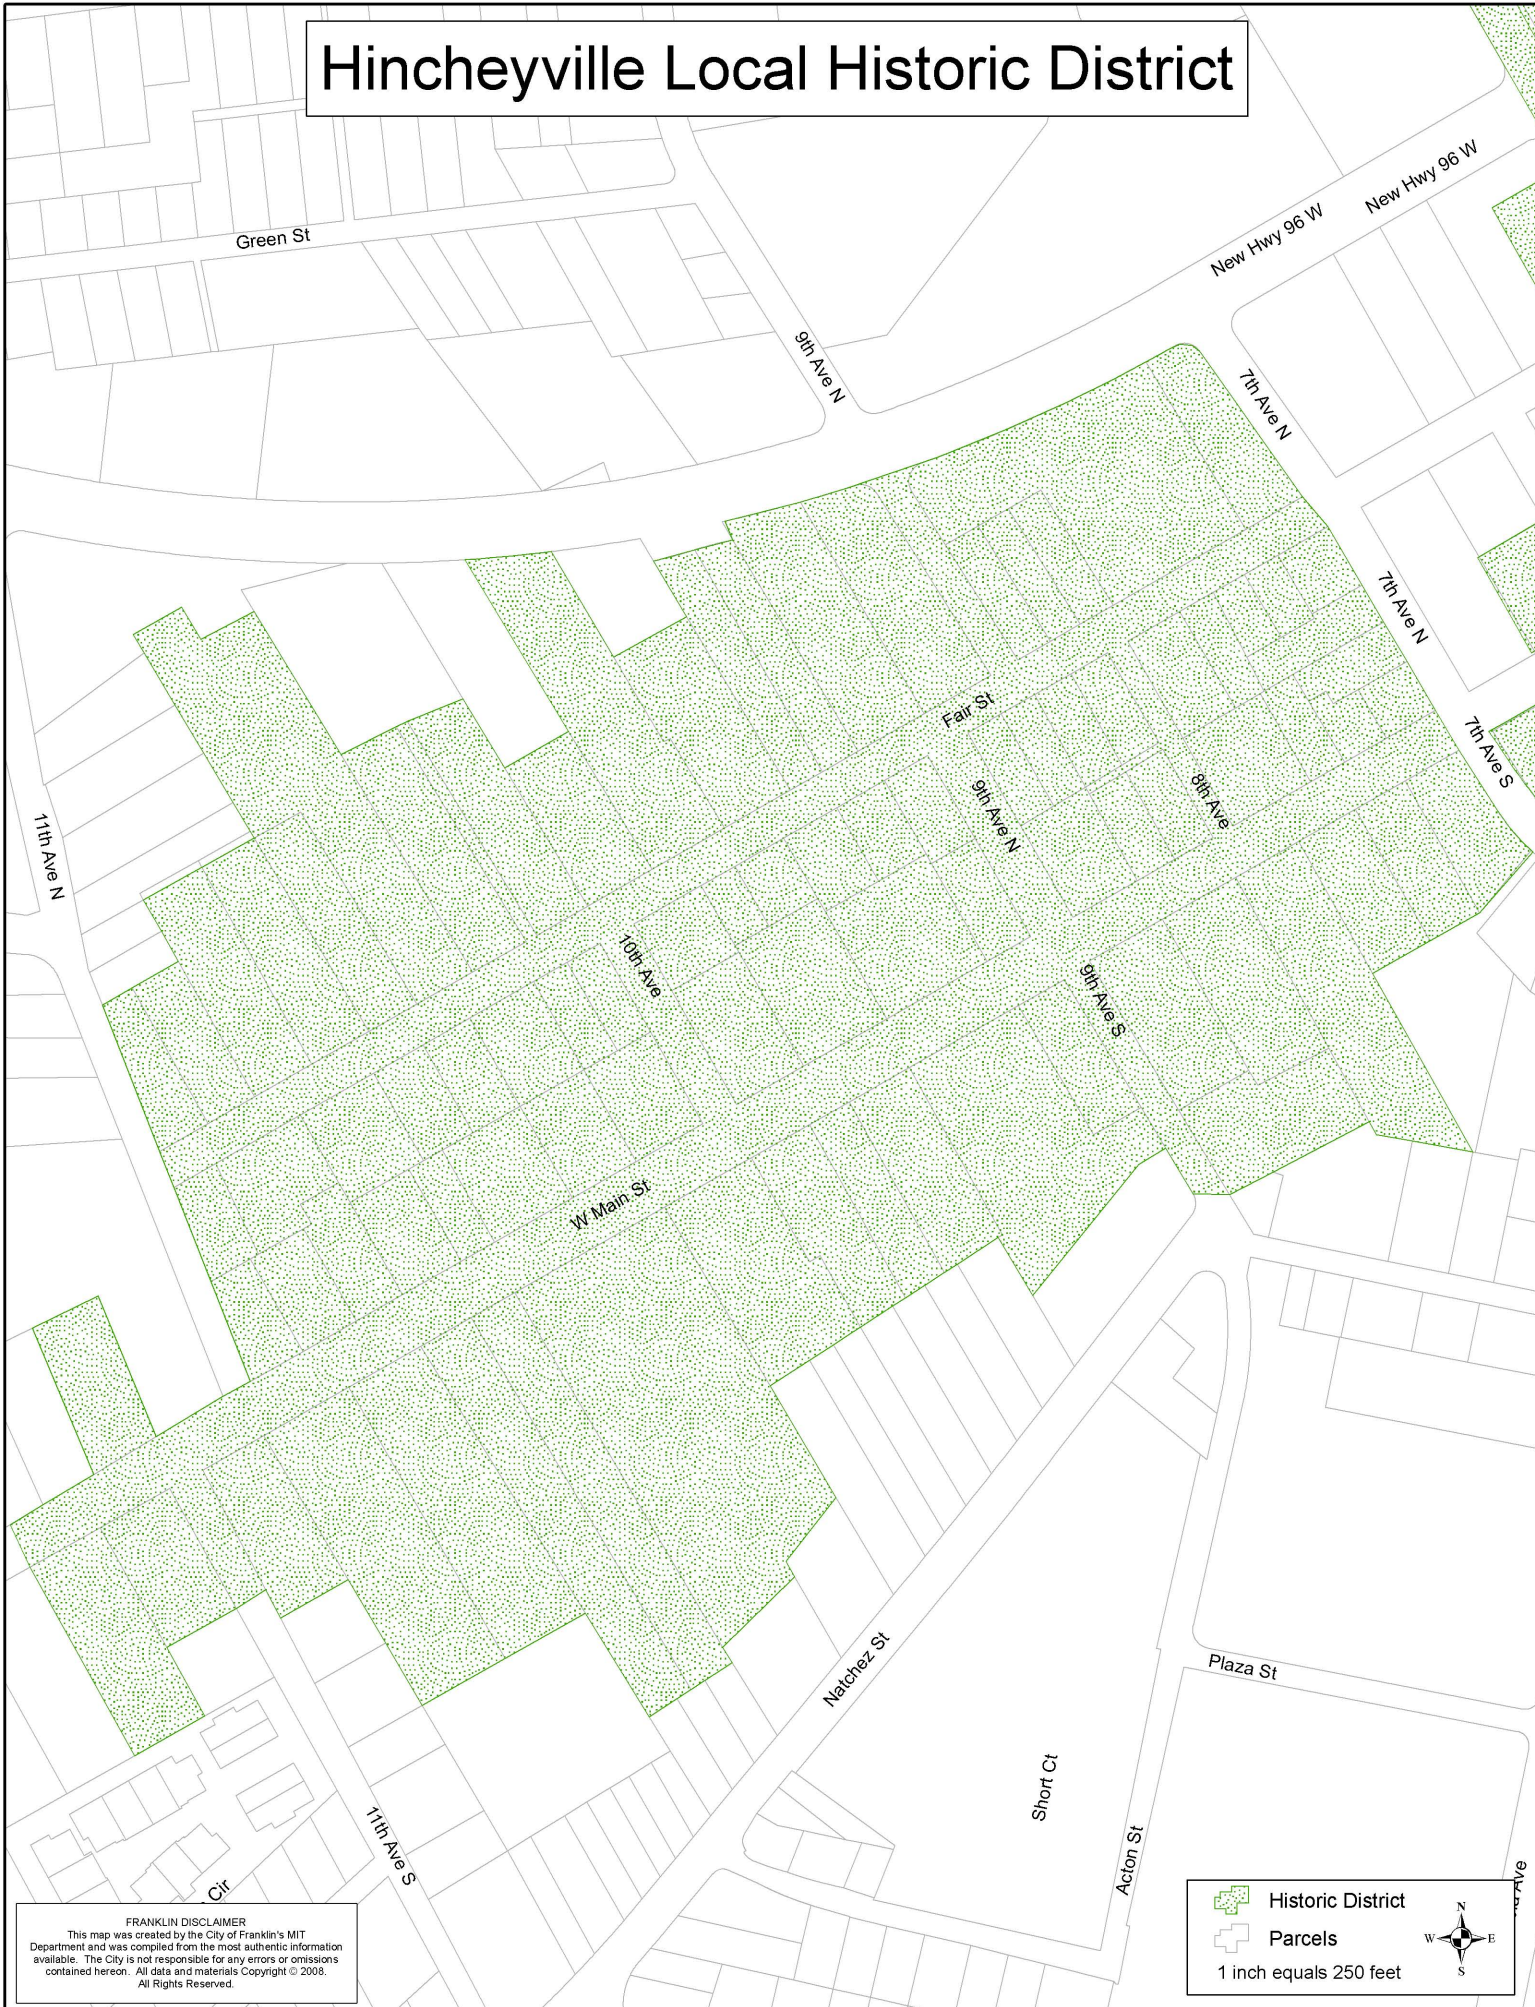 Hincheyville Local Historic District
New Hwy 96 W
New Hwy 96 W
Green St
9th Ave N
7th Ave N
7th Ave N
Fair St
7th Ave S
9th Ave N
8th Ave
11th Ave N
10th Ave
9th Ave S
W Main St
Natchez St
Plaza St
Short Ct
11th Ave S
Acton St
Cir
Ave
FRANKLIN DISCLAIMER
This map was created by the City of Franklin's MIT
Department and was compiled from the most authentic information
available. The City is not responsible for any errors or omissions
contained hereon. All data and materials Copyright © 2008.
All Rights Reserved.
Historic District
Parcels
1 inch equals 250 feet
N
W E
S